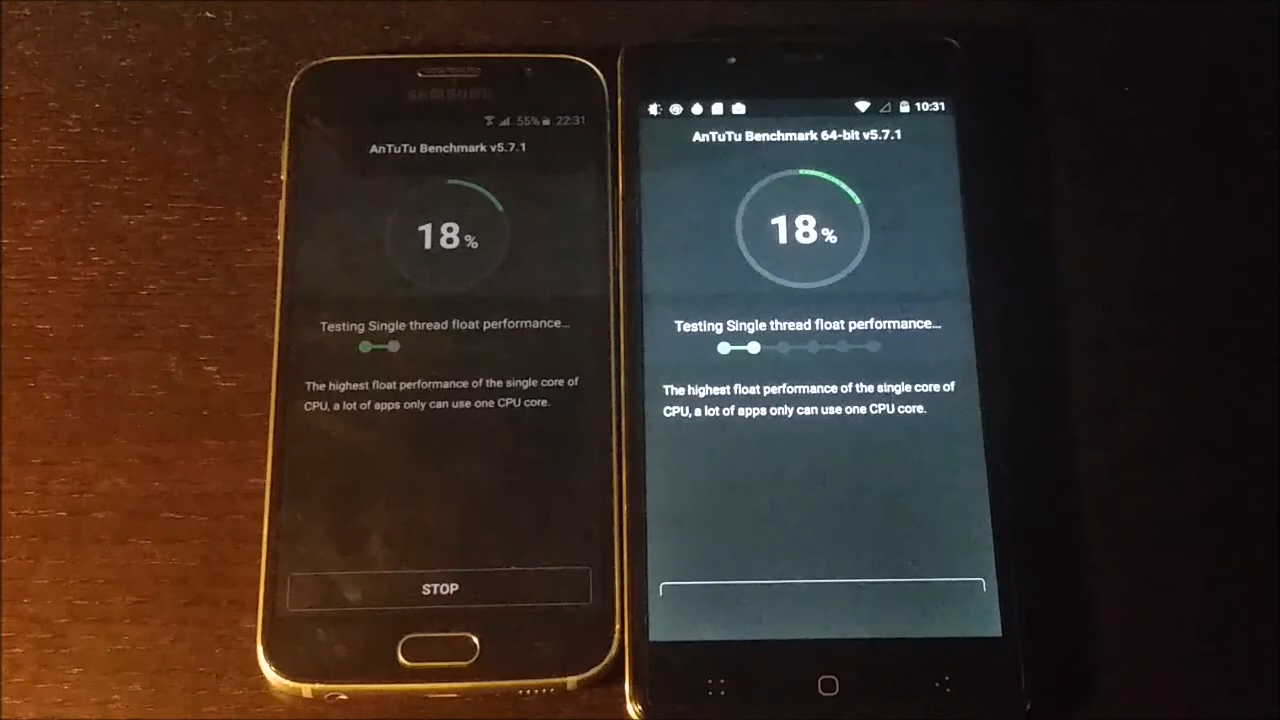 SAMSUNG
55% 22:31
AnTuTu Benchmark v5.7.1
18%
Testing Single thread float performance...
The highest float performance of the single core of
CPU, a lot of apps only can use one CPU core.
STOP
10:31
AnTuTu Benchmark 64-bit v5.7.1
18%
Testing Single thread float performance...
The highest float performance of the single core of
CPU, a lot of apps only can use one CPU core.